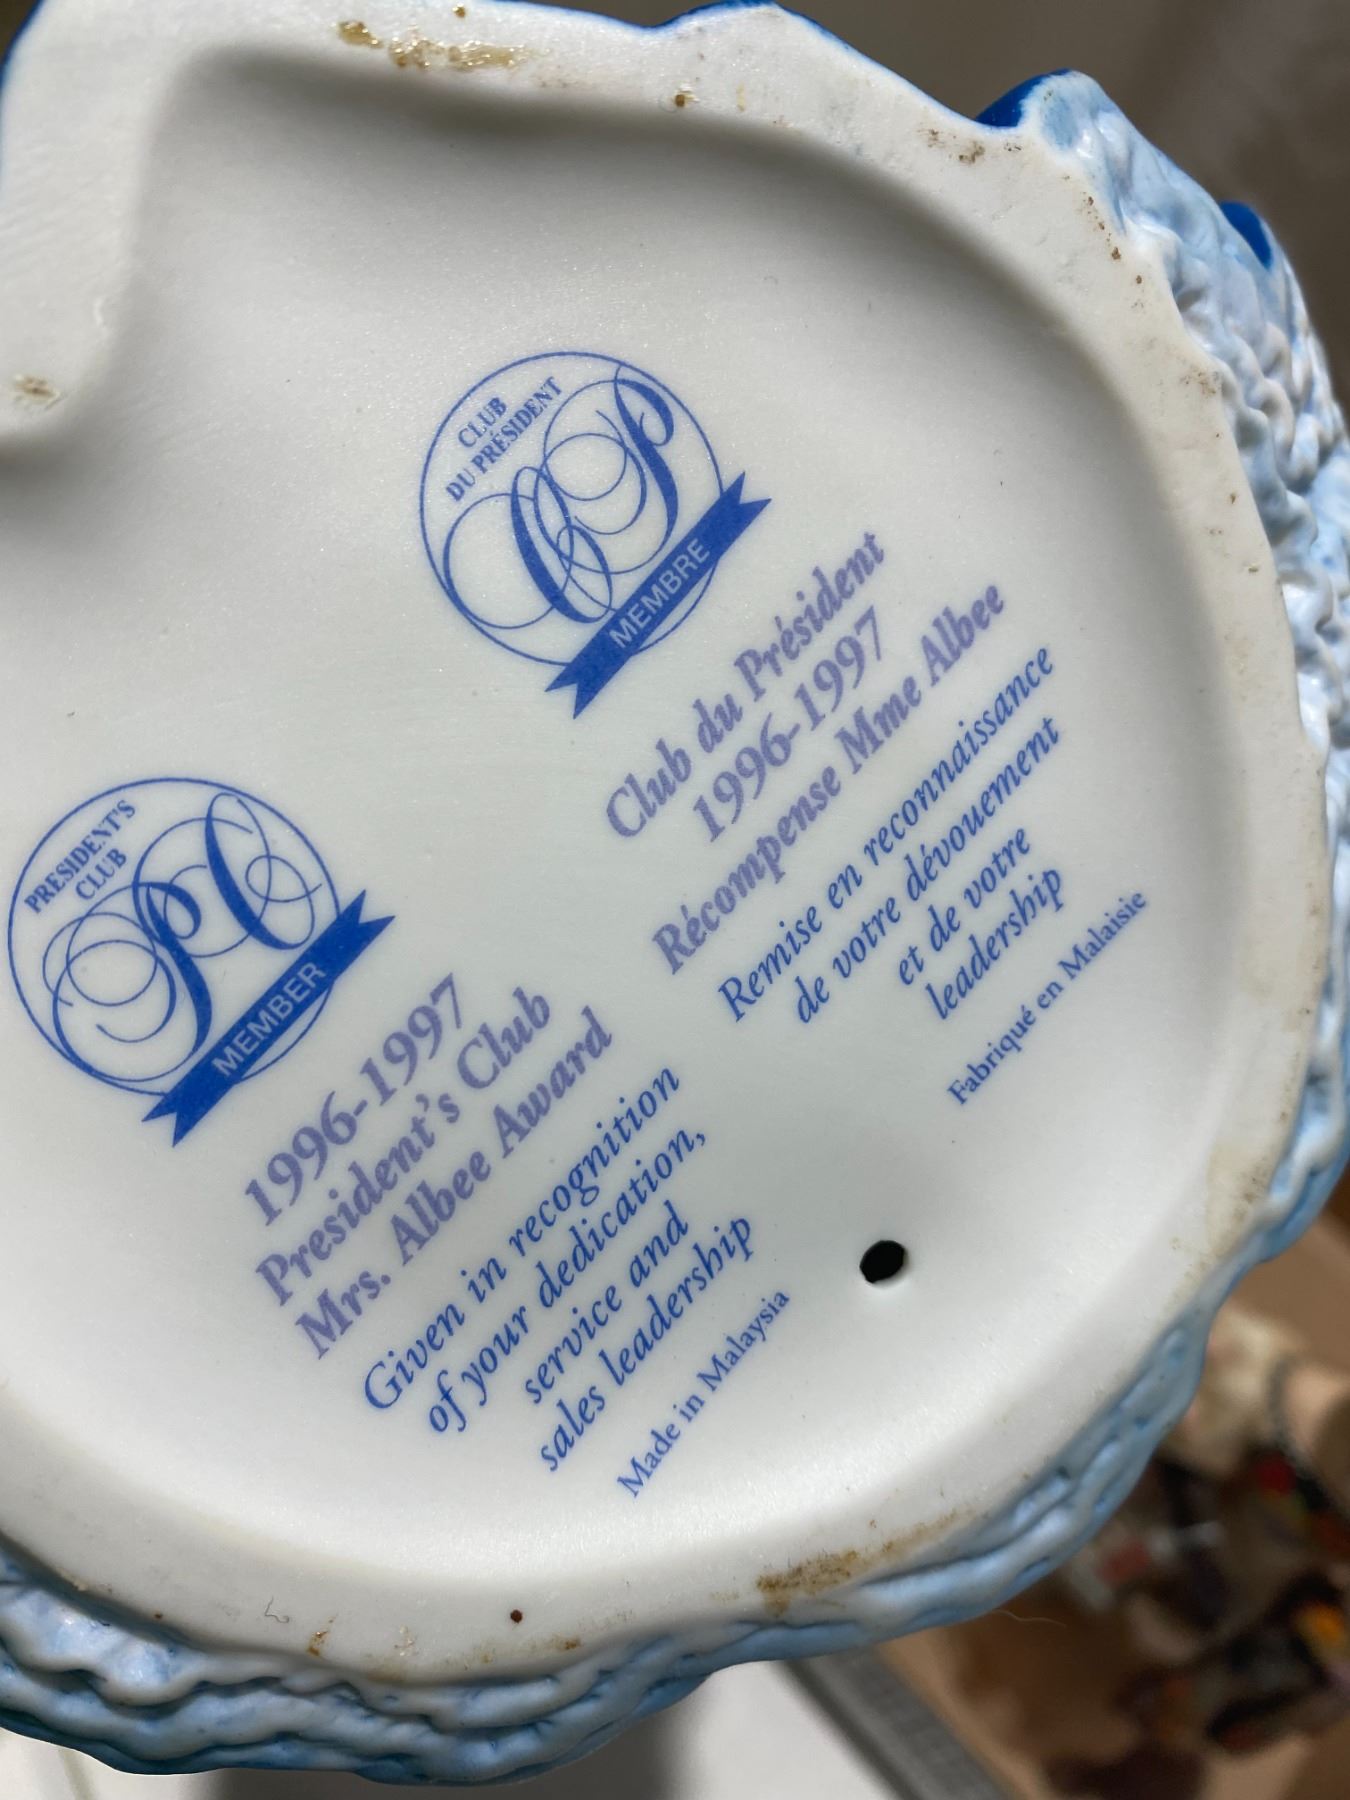 CLUB
DU PRÉSIDENT
CP
MEMBRE
Club du Président
1996-1997
Récompense Mme Albee
Remise en reconnaissance
de votre dévouement
et de votre
leadership
Fabriqué en Malaisie
PRESIDENT'S
CLUB
PC
MEMBER
1996-1997
President's Club
Mrs. Albee Award
Given in recognition
of your dedication,
service and
sales leadership
Made in Malaysia